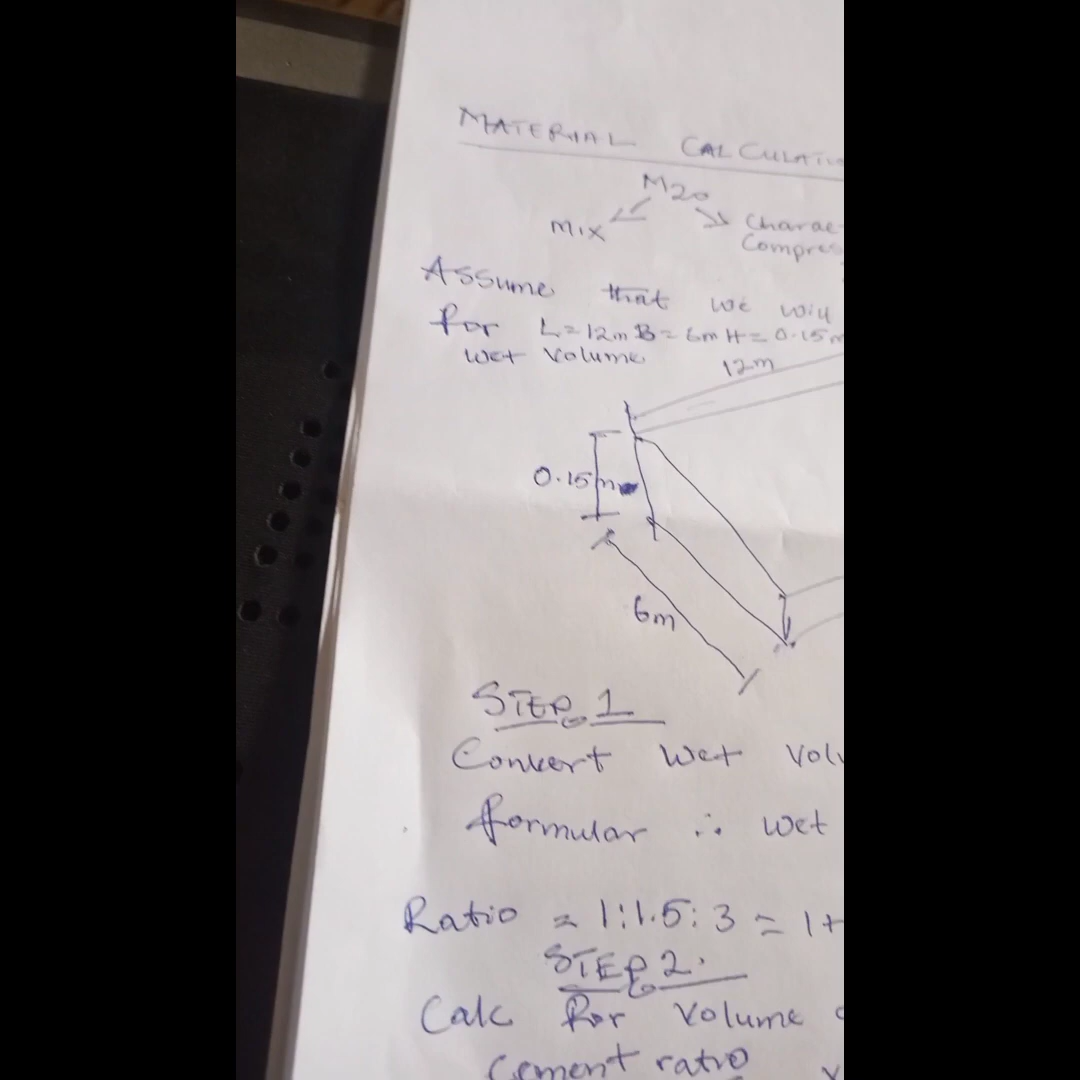 MATERIAL CALCULATIO
M20
Mix Charac
Compres
Assume that we will
for L=12m B=6m H=0.15m
wet volume
12m
0.15m
6m
STEP 1
Convert wet volu
formular ∴ wet
Ratio = 1:1.5:3 = 1+
STEP 2.
Calc for volume
Cement ratio